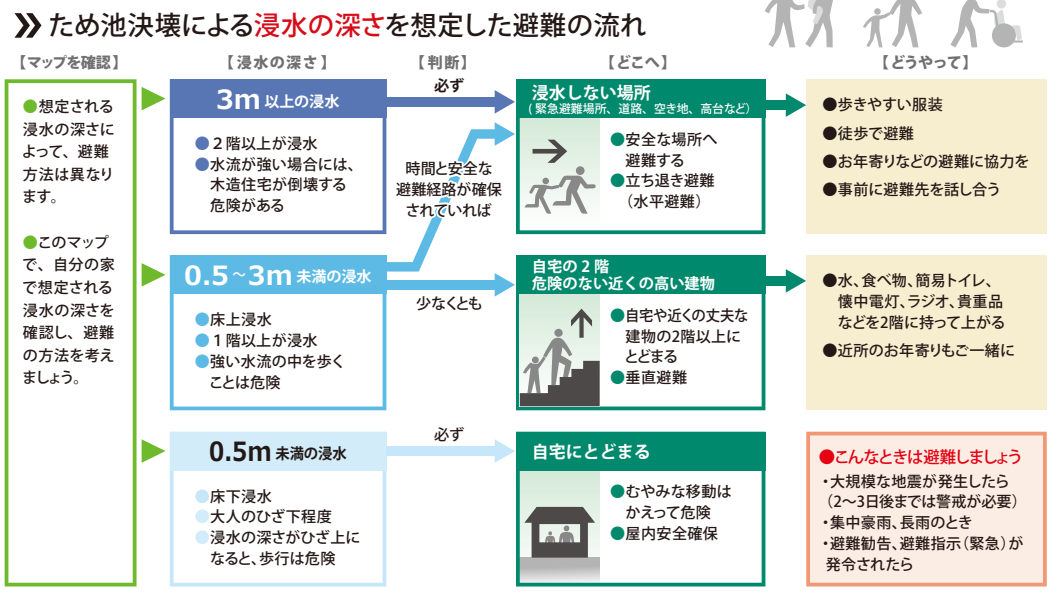 ため池決壊による浸水の深さを想定した避難の流れ
【マップを確認】
【浸水の深さ】
【判断】
【どこへ】
【どうやって】
●想定される
浸水の深さに
よって、避難
方法は異なり
ます。
●このマップ
で、自分の家
で想定される
浸水の深さを
確認し、避難
の方法を考え
ましょう。
3m以上の浸水
●2階以上が浸水
●水流が強い場合には、
木造住宅が倒壊する
危険がある
必ず
浸水しない場所
(緊急避難場所、道路、空き地、高台など)
●安全な場所へ
避難する
●立ち退き避難
(水平避難)
●歩きやすい服装
●徒歩で避難
●お年寄りなどの避難に協力を
●事前に避難先を話し合う
時間と安全な
避難経路が確保
されていれば
0.5~3m未満の浸水
●床上浸水
●1階以上が浸水
●強い水流の中を歩く
ことは危険
少なくとも
自宅の2階
危険のない近くの高い建物
●自宅や近くの丈夫な
建物の2階以上に
とどまる
●垂直避難
●水、食べ物、簡易トイレ、
懐中電灯、ラジオ、貴重品
などを2階に持って上がる
●近所のお年寄りもご一緒に
0.5m未満の浸水
●床下浸水
●大人のひざ下程度
●浸水の深さがひざ上に
なると、歩行は危険
必ず
自宅にとどまる
●むやみな移動は
かえって危険
●屋内安全確保
●こんなときは避難しましょう
・大規模な地震が発生したら
(2~3日後までは警戒が必要)
・集中豪雨、長雨のとき
・避難勧告、避難指示(緊急)が
発令されたら